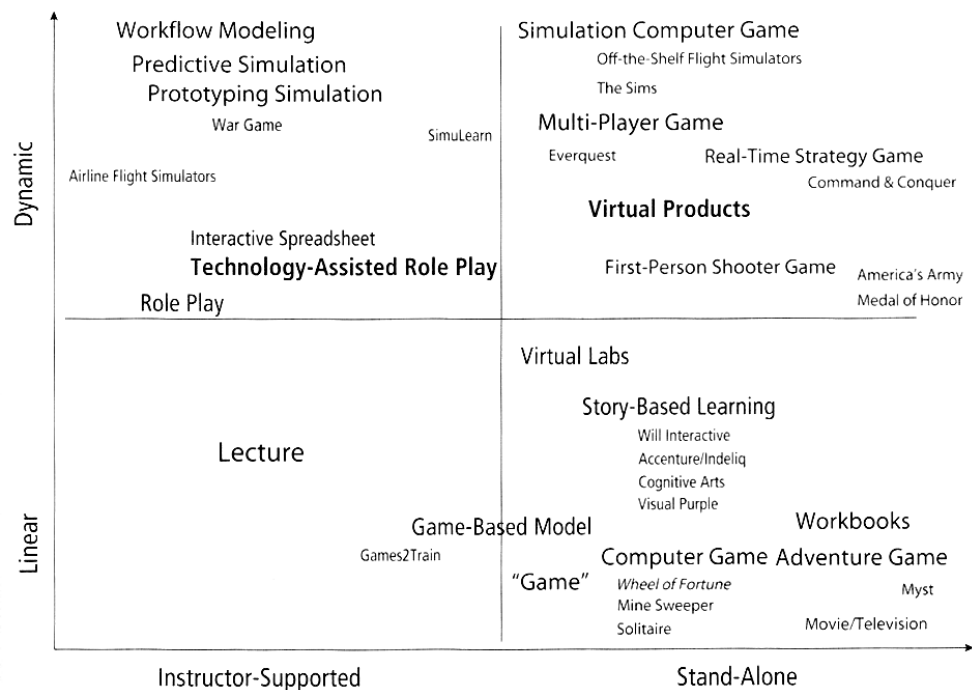 Workflow Modeling
Predictive Simulation
Prototyping Simulation
War Game
SimuLearn
Airline Flight Simulators
Interactive Spreadsheet
Technology-Assisted Role Play
Role Play
Simulation Computer Game
Off-the-Shelf Flight Simulators
The Sims
Multi-Player Game
Everquest
Real-Time Strategy Game
Command & Conquer
Virtual Products
First-Person Shooter Game
America's Army
Medal of Honor
Dynamic
Lecture
Game-Based Model
Games2Train
Virtual Labs
Story-Based Learning
Will Interactive
Accenture/Indeliq
Cognitive Arts
Visual Purple
Workbooks
Computer Game
Adventure Game
"Game"
Wheel of Fortune
Mine Sweeper
Solitaire
Myst
Movie/Television
Linear
Instructor-Supported
Stand-Alone